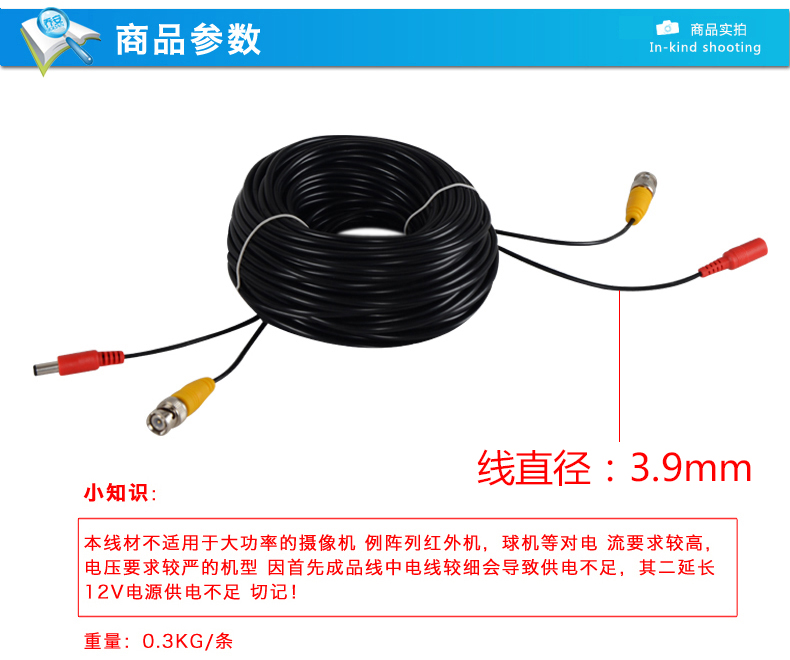 乔安
商品参数
商品实拍
In-kind shooting
线直径：3.9mm
小知识：
本线材不适用于大功率的摄像机 例阵列红外机，球机等对电 流要求较高，
电压要求较严的机型 因首先成品线中电线较细会导致供电不足，其二延长
12V电源供电不足 切记！
重量：0.3KG/条